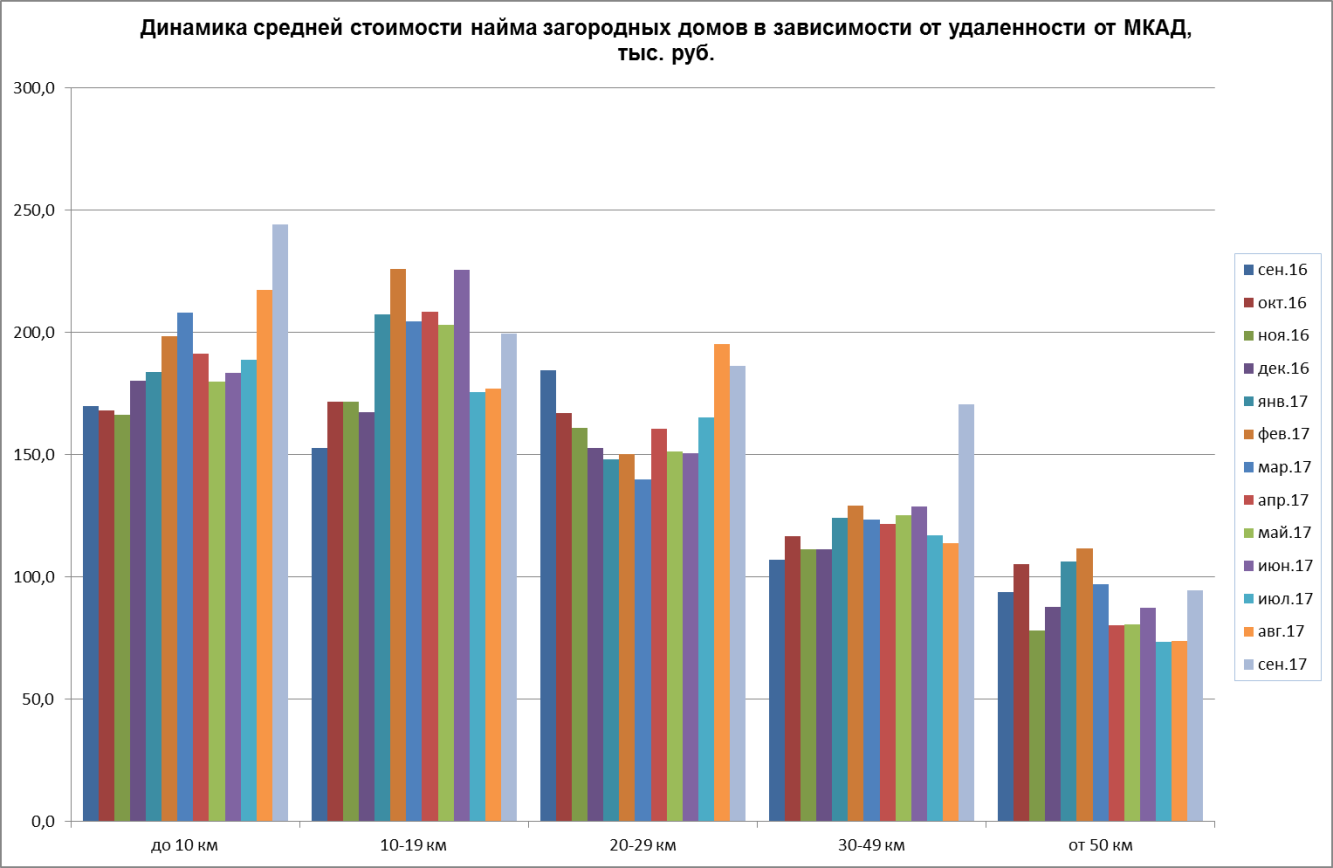 Динамика средней стоимости найма загородных домов в зависимости от удаленности от МКАД,
тыс. руб.
300,0
250,0
200,0
150,0
100,0
50,0
0,0
до 10 км
10-19 км
20-29 км
30-49 км
от 50 км
сен.16
окт.16
ноя.16
дек.16
янв.17
фев.17
мар.17
апр.17
май.17
июн.17
июл.17
авг.17
сен.17